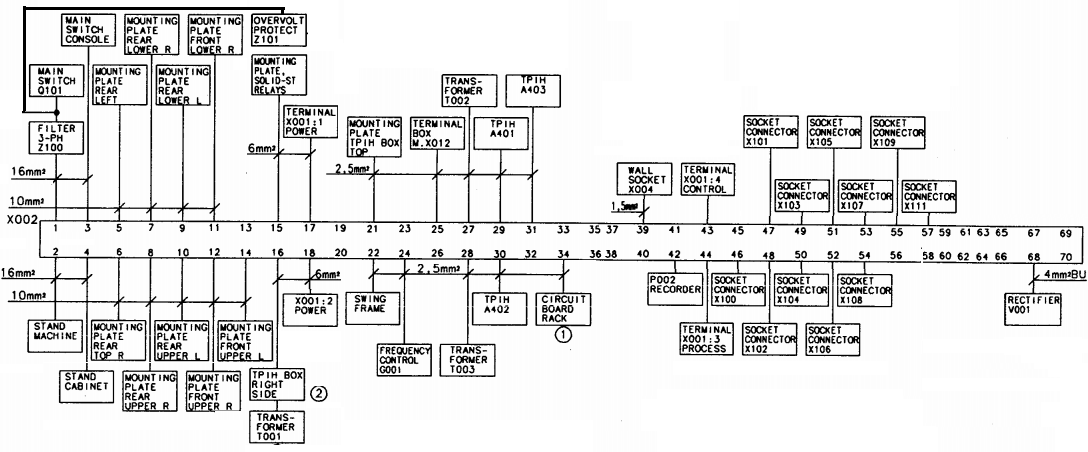 MAIN
SWITCH
CONSOLE
MOUNTING
PLATE
REAR
LOWER R
MOUNTING
PLATE
FRONT
LOWER R
OVERVOLT
PROTECT
Z101
MAIN
SWITCH
Q101
MOUNTING
PLATE
REAR
LEFT
MOUNTING
PLATE
REAR
LOWER L
MOUNTING
PLATE,
SOLID-ST
RELAYS
TRANS-
FORMER
T002
TPIH
A403
FILTER
3-PH
Z100
TERMINAL
X001:1
POWER
MOUNTING
PLATE
TPIH BOX
TOP
TERMINAL
BOX
M.X012
TPIH
A401
SOCKET
CONNECTOR
X101
SOCKET
CONNECTOR
X105
SOCKET
CONNECTOR
X109
6mm²
16mm²
2,5mm²
WALL
SOCKET
X004
TERMINAL
X001:4
CONTROL
SOCKET
CONNECTOR
X103
SOCKET
CONNECTOR
X107
SOCKET
CONNECTOR
X111
10mm²
1,5mm²
X002
1 3 5 7 9 11 13 15 17 19 21 23 25 27 29 31 33 35 37 39 41 43 45 47 49 51 53 55 57 59 61 63 65 67 69
2 4 6 8 10 12 14 16 18 20 22 24 26 28 30 32 34 36 38 40 42 44 46 48 50 52 54 56 58 60 62 64 66 68 70
16mm²
6mm²
2,5mm²
4mm²BU
10mm²
STAND
MACHINE
MOUNTING
PLATE
REAR
TOP R
MOUNTING
PLATE
REAR
UPPER L
MOUNTING
PLATE
FRONT
UPPER L
X001:2
POWER
SWING
FRAME
TPIH
A402
CIRCUIT
BOARD
RACK
1
P002
RECORDER
SOCKET
CONNECTOR
X100
SOCKET
CONNECTOR
X104
SOCKET
CONNECTOR
X108
RECTIFIER
V001
STAND
CABINET
MOUNTING
PLATE
REAR
UPPER R
MOUNTING
PLATE
FRONT
UPPER R
TPIH BOX
RIGHT
SIDE
2
FREQUENCY
CONTROL
G001
TRANS-
FORMER
T003
TERMINAL
X001:3
PROCESS
SOCKET
CONNECTOR
X102
SOCKET
CONNECTOR
X106
TRANS-
FORMER
T001